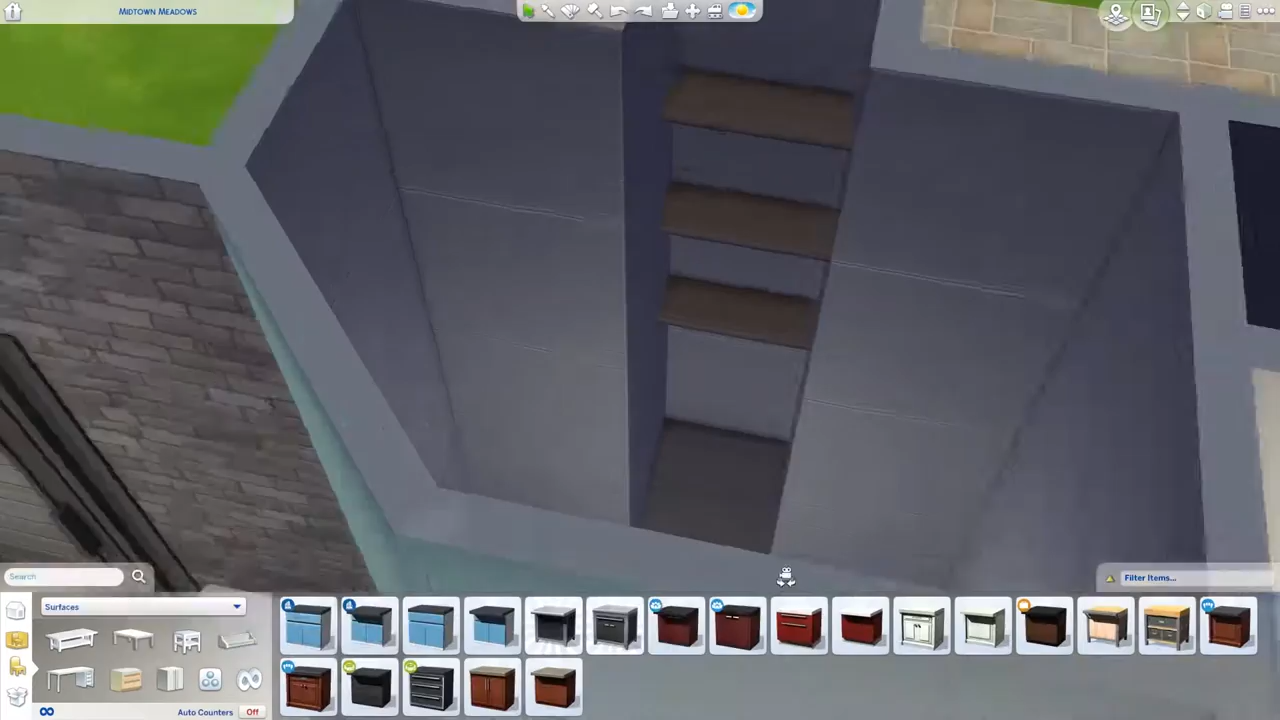 MIDTOWN MEADOWS
Search
Filter Items...
Surfaces
Auto Counters Off